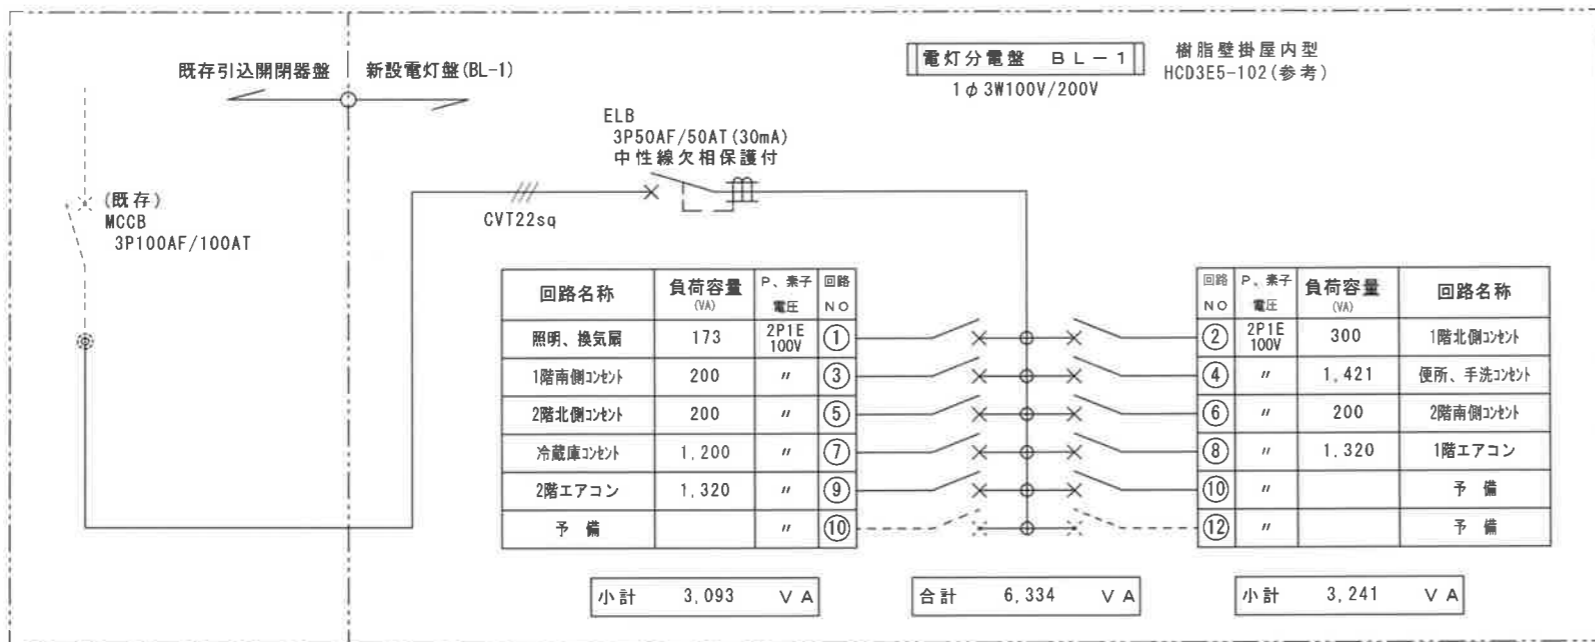 既存引込開閉器盤 新設電灯盤(BL-1)
電灯分電盤 BL-1
1φ3W100V/200V
樹脂壁掛屋内型
HCD3E5-102(参考)
ELB
3P50AF/50AT(30mA)
中性線欠相保護付
(既存)
MCCB
3P100AF/100AT
CVT22sq
回路名称 負荷容量(VA) P、素子電圧 回路NO
照明、換気扇 173 2P1E 100V ①
1階南側コンセント 200 〃 ③
2階北側コンセント 200 〃 ⑤
冷蔵庫コンセント 1,200 〃 ⑦
2階エアコン 1,320 〃 ⑨
予備 〃 ⑩
回路NO P、素子電圧 負荷容量(VA) 回路名称
② 2P1E 100V 300 1階北側コンセント
④ 〃 1,421 便所、手洗コンセント
⑥ 〃 200 2階南側コンセント
⑧ 〃 1,320 1階エアコン
⑩ 〃 予備
⑫ 〃 予備
小計 3,093 VA
合計 6,334 VA
小計 3,241 VA